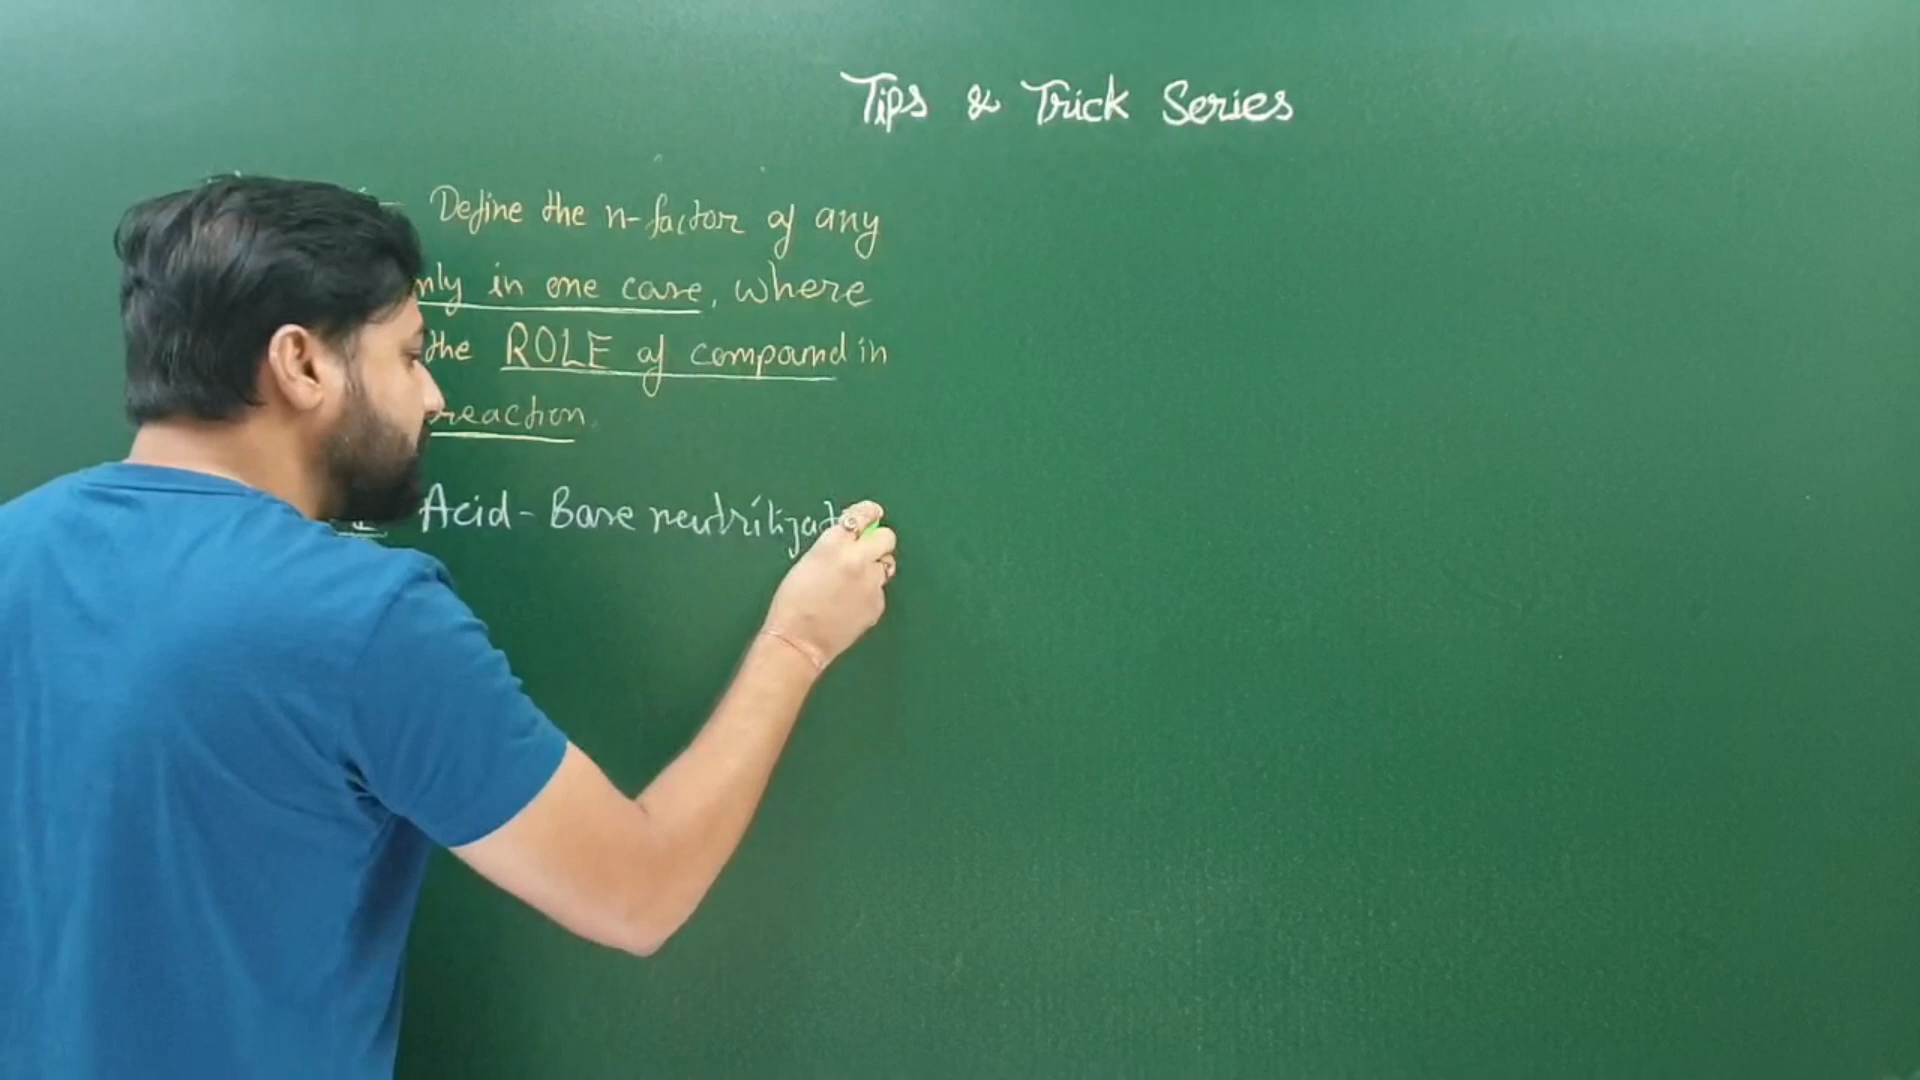 Tips & Trick Series
Define the n-factor of any
nly in one case, where
the ROLE of compound in
reaction.
Acid - Base neutrilizat